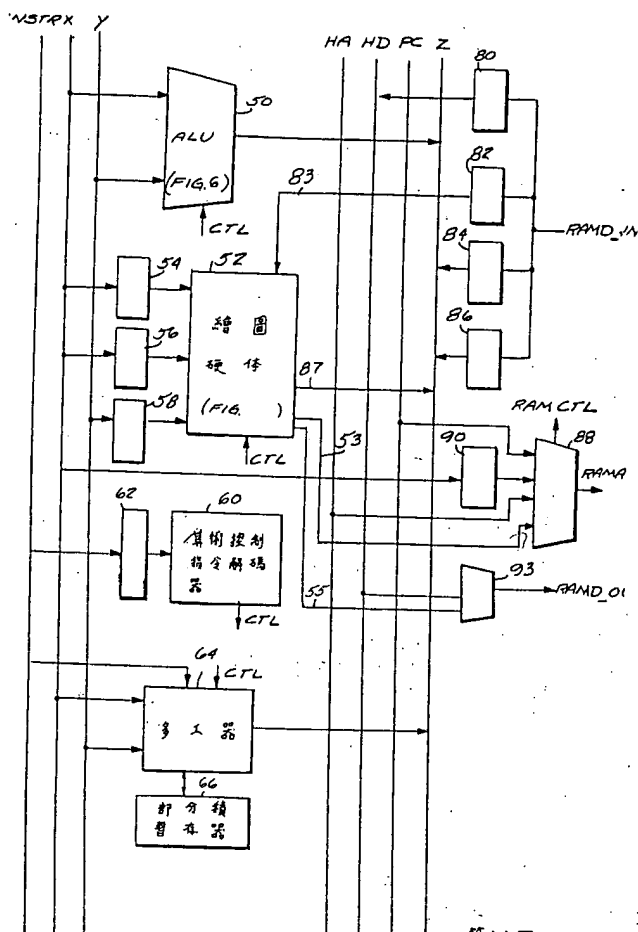 INSTR X Y
HA HD PC Z
80
50
ALU
(FIG.6)
CTL
82
83
RAMD_IN
84
86
54
52
繪圖
硬体
(FIG. )
56
58
87
CTL
53
RAM CTL
88
90
RAMA
62
60
算術控制
指令解碼
器
CTL
55
93
RAMD_OU
64
CTL
多工器
66
部分積
暫存器